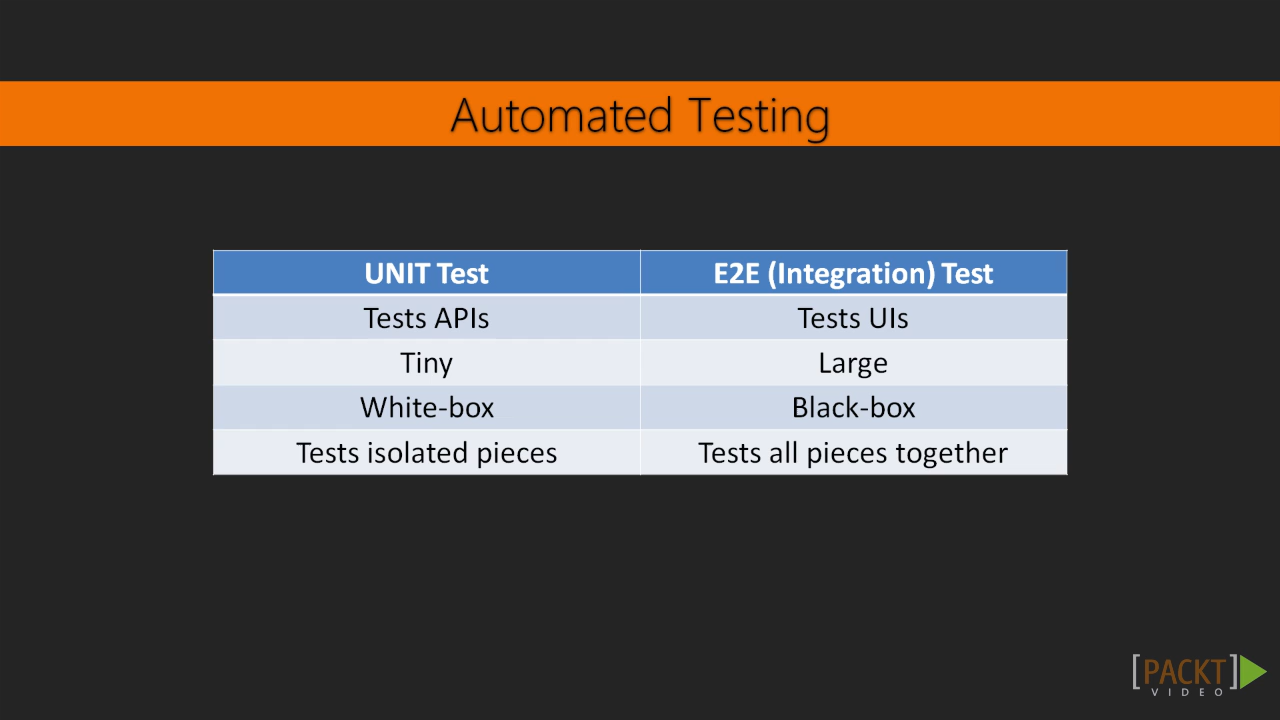 Automated Testing
UNIT Test E2E (Integration) Test
Tests APIs Tests UIs
Tiny Large
White-box Black-box
Tests isolated pieces Tests all pieces together
[PACKT]
VIDEO